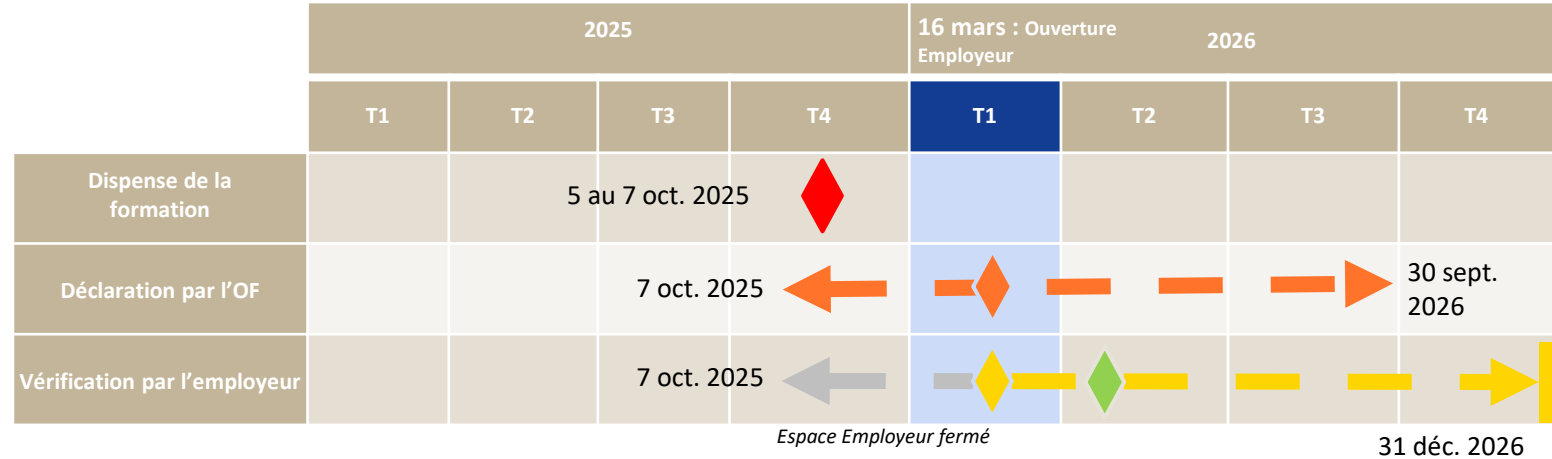 2025
16 mars : Ouverture
Employeur
2026
T1
T2
T3
T4
T1
T2
T3
T4
Dispense de la
formation
5 au 7 oct. 2025
Déclaration par l’OF
7 oct. 2025
30 sept.
2026
Vérification par l’employeur
7 oct. 2025
Espace Employeur fermé
31 déc. 2026